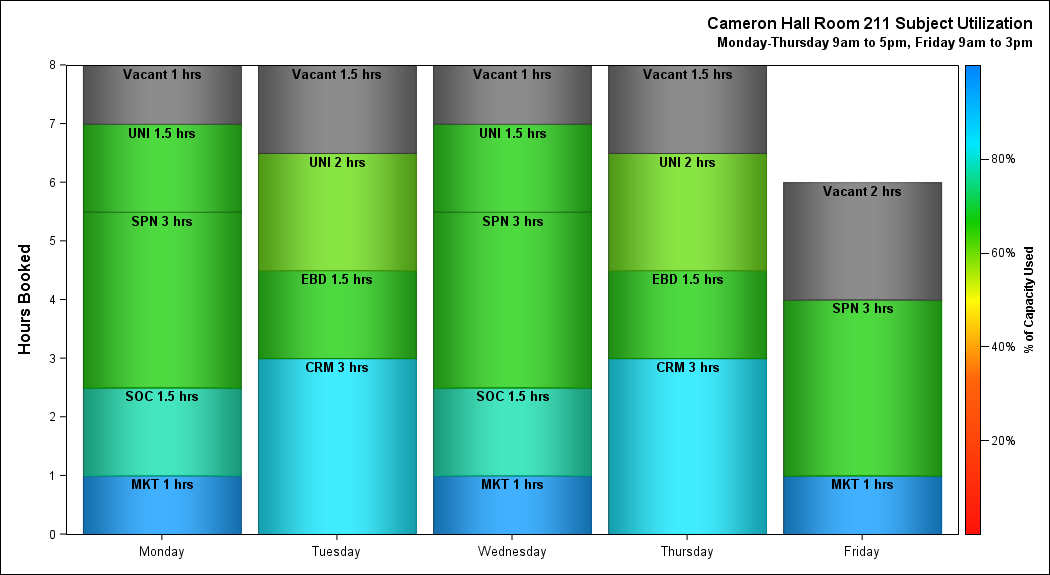 Cameron Hall Room 211 Subject Utilization
Monday-Thursday 9am to 5pm, Friday 9am to 3pm
Hours Booked
8
7
6
5
4
3
2
1
0
Vacant 1 hrs
UNI 1.5 hrs
SPN 3 hrs
SOC 1.5 hrs
MKT 1 hrs
Monday
Vacant 1.5 hrs
UNI 2 hrs
EBD 1.5 hrs
CRM 3 hrs
Tuesday
Vacant 1 hrs
UNI 1.5 hrs
SPN 3 hrs
SOC 1.5 hrs
MKT 1 hrs
Wednesday
Vacant 1.5 hrs
UNI 2 hrs
EBD 1.5 hrs
CRM 3 hrs
Thursday
Vacant 2 hrs
SPN 3 hrs
MKT 1 hrs
Friday
80%
60%
40%
20%
% of Capacity Used